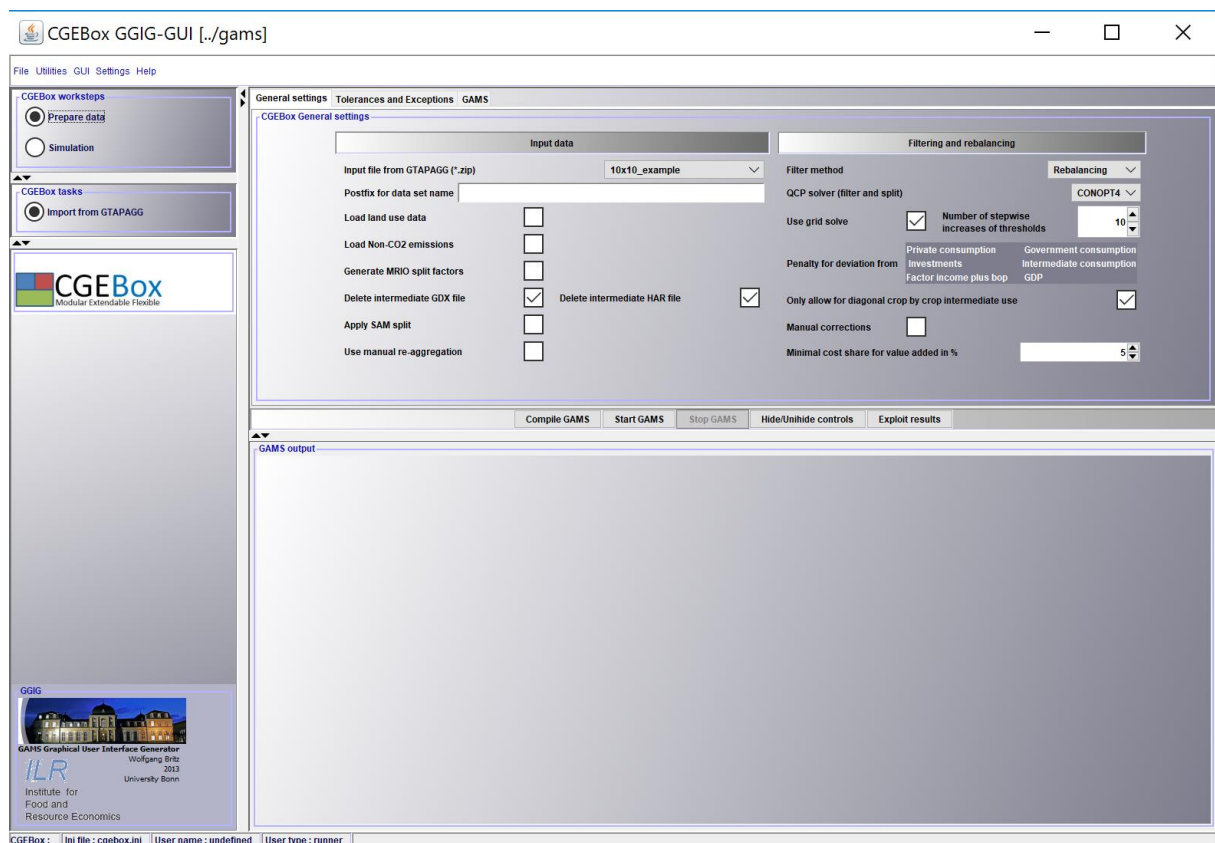 CGEBox GGIG-GUI [../gams]
File Utilities GUI Settings Help
CGEBox worksteps
Prepare data
Simulation
CGEBox tasks
Import from GTAPAGG
CGEBox
Modular Extendable Flexible
GGIG
GAMS Graphical User Interface Generator
Wolfgang Britz
2013
University Bonn
ILR
Institute for
Food and
Resource Economics
General settings Tolerances and Exceptions GAMS
CGEBox General settings
Input data
Input file from GTAPAGG (*.zip) 10x10_example
Postfix for data set name
Load land use data
Load Non-CO2 emissions
Generate MRIO split factors
Delete intermediate GDX file Delete intermediate HAR file
Apply SAM split
Use manual re-aggregation
Filtering and rebalancing
Filter method Rebalancing
QCP solver (filter and split) CONOPT4
Use grid solve Number of stepwise increases of thresholds 10
Penalty for deviation from
Private consumption Government consumption
Investments Intermediate consumption
Factor income plus bop GDP
Only allow for diagonal crop by crop intermediate use
Manual corrections
Minimal cost share for value added in % 5
Compile GAMS Start GAMS Stop GAMS Hide/Unihide controls Exploit results
GAMS output
CGEBox : Ini file : cgebox.ini User name : undefined User type : runner